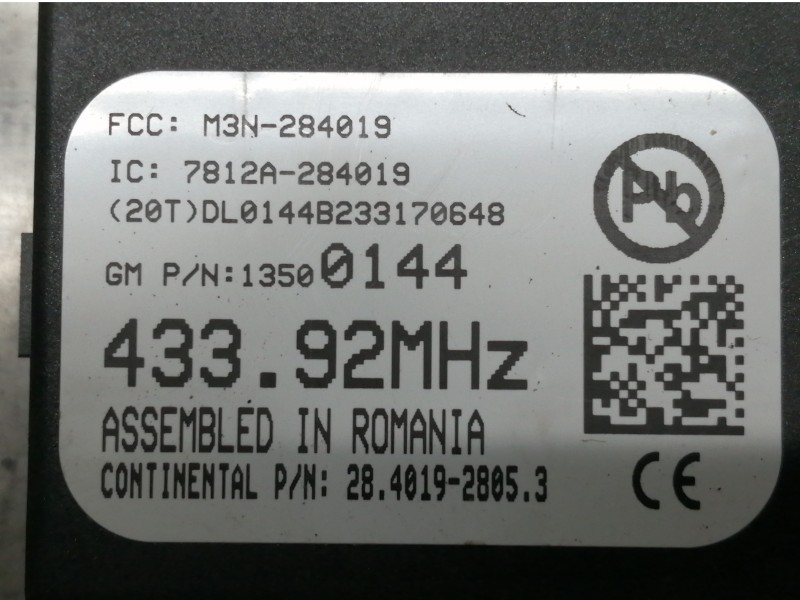 FCC: M3N-284019
IC: 7812A-284019
(20T)DL0144B233170648
GM P/N:13500144
433.92MHz
ASSEMBLED IN ROMANIA
CONTINENTAL P/N: 28.4019-2805.3
Pb
CE